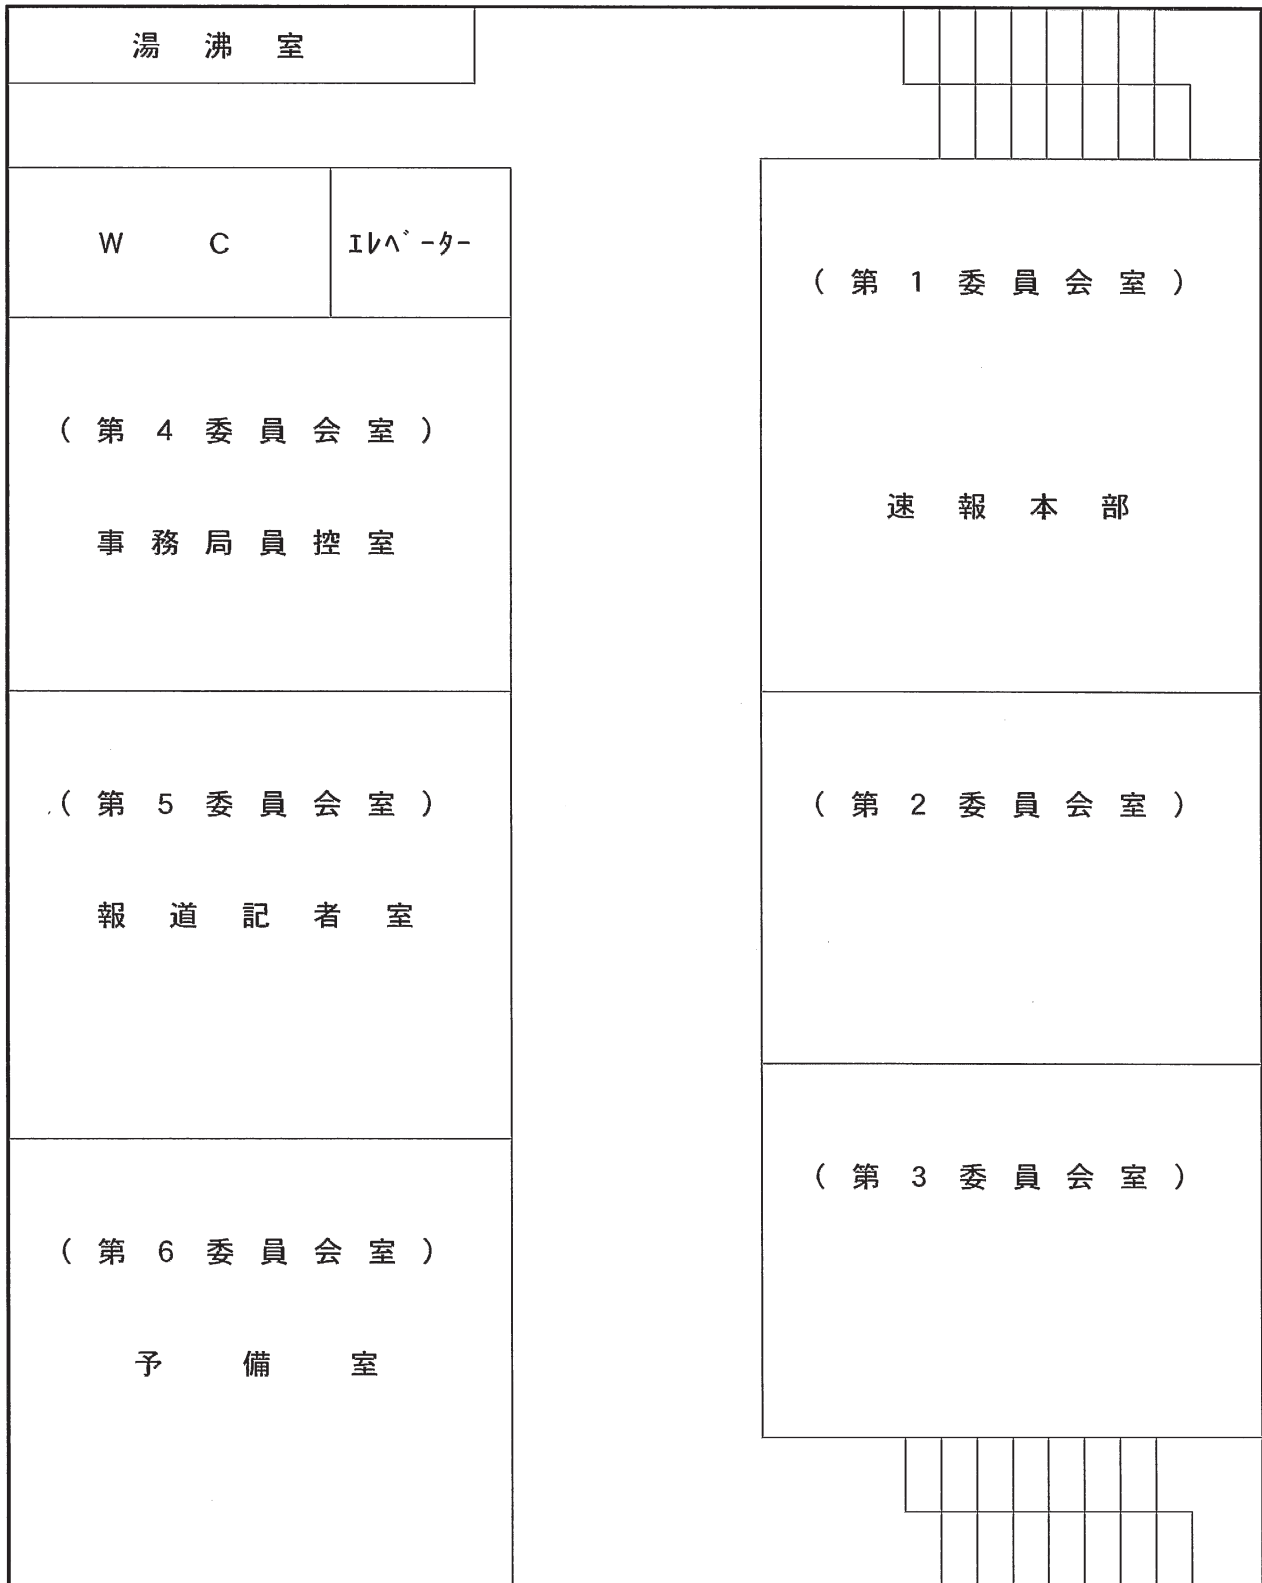 湯沸室
WC
エレベーター
(第4委員会室)
事務局員控室
(第5委員会室)
報道記者室
(第6委員会室)
予備室
(第1委員会室)
速報本部
(第2委員会室)
(第3委員会室)